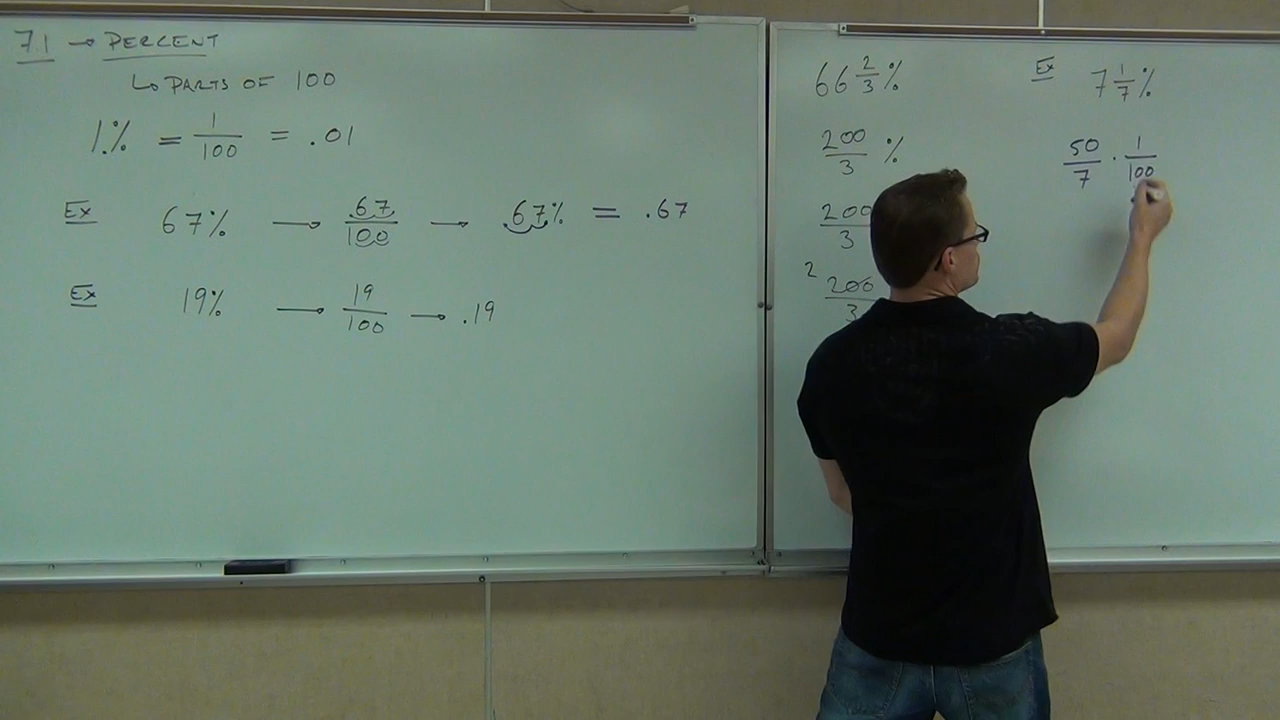 7.1 → PERCENT
↳ PARTS OF 100
1% = 1/100 = .01
Ex 67% → 67/100 → .67% = .67
Ex 19% → 19/100 → .19
66 2/3 %
200/3 %
200/3
2 200/3
Ex 7 1/7 %
50/7 · 1/100